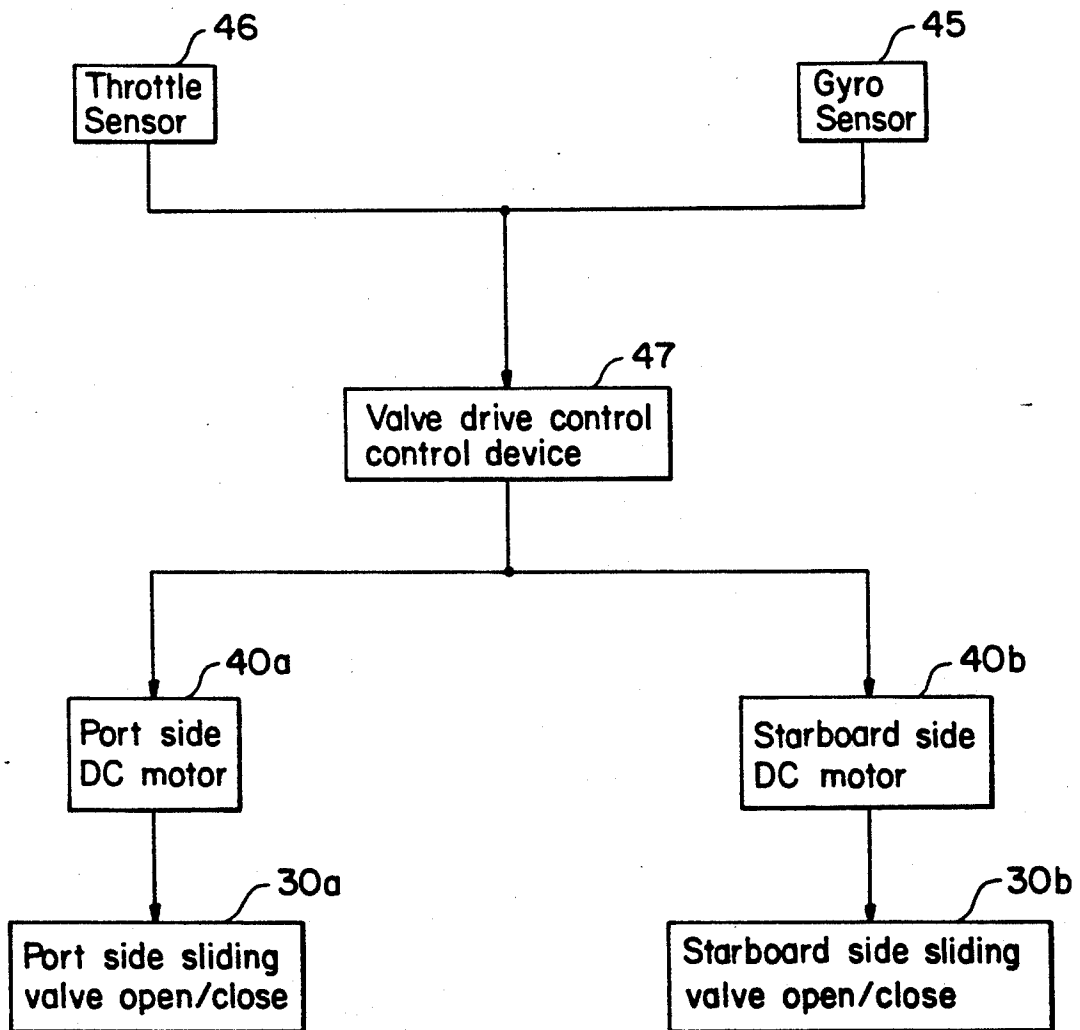 46
Throttle
Sensor
45
Gyro
Sensor
47
Valve drive control
control device
40a
Port side
DC motor
40b
Starboard side
DC motor
30a
Port side sliding
valve open/close
30b
Starboard side sliding
valve open/close